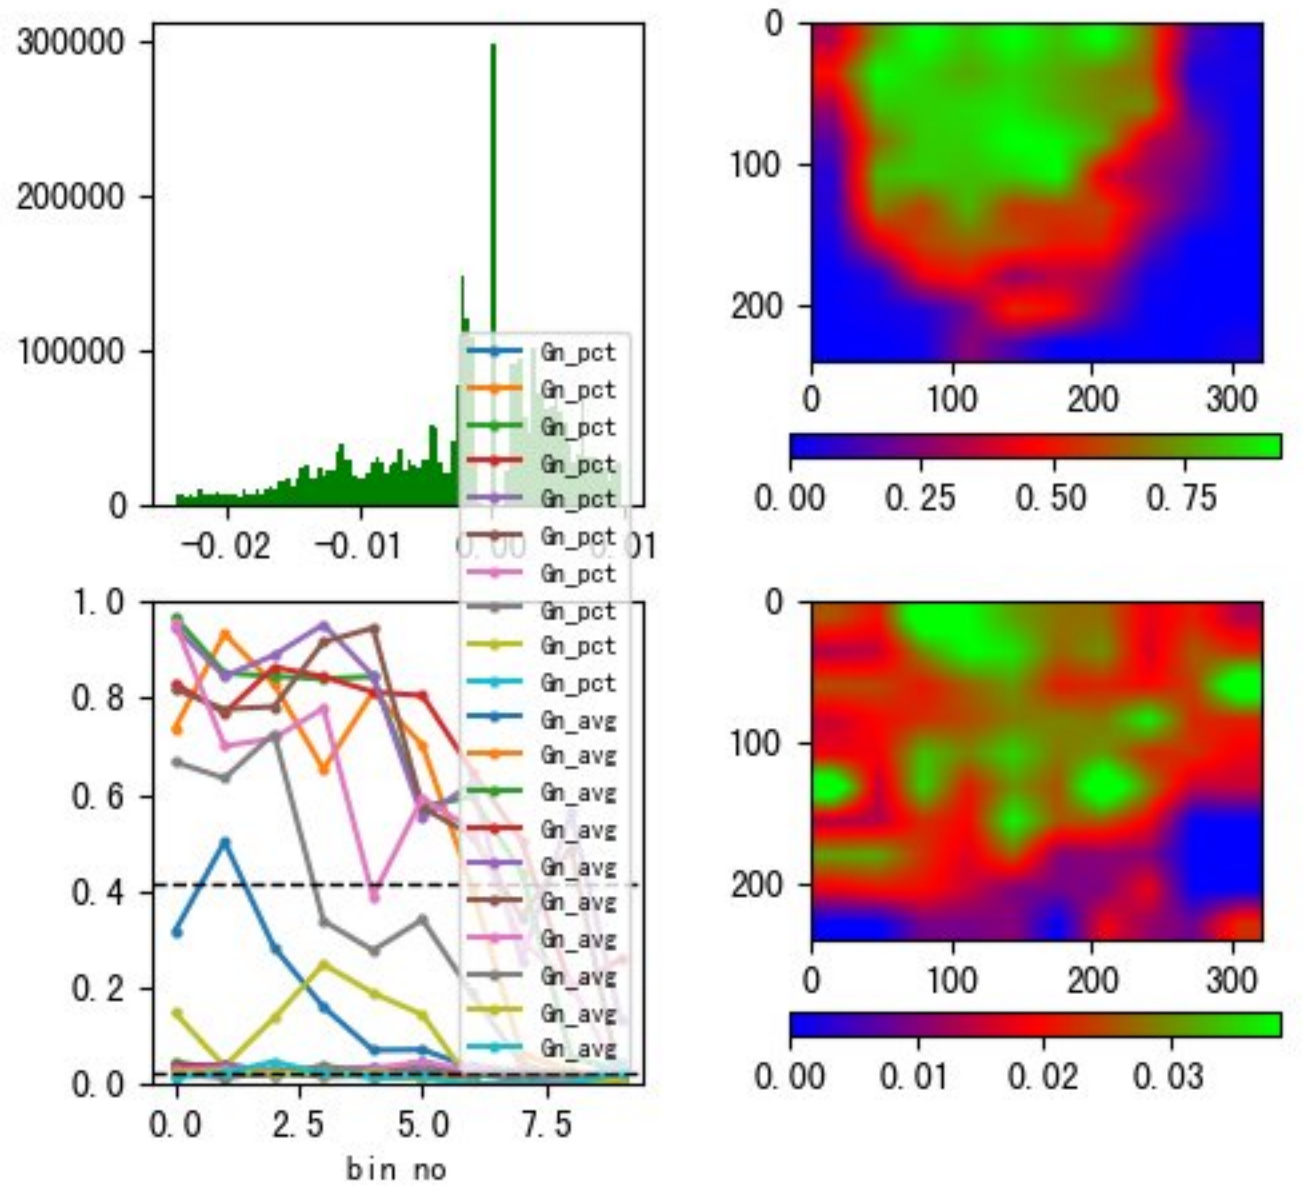 300000
200000
100000
0
-0.02 -0.01 0.00 0.01
0
100
200
0 100 200 300
0.00 0.25 0.50 0.75
Gn_pct
Gn_pct
Gn_pct
Gn_pct
Gn_pct
Gn_pct
Gn_pct
Gn_pct
Gn_pct
Gn_pct
Gn_avg
Gn_avg
Gn_avg
Gn_avg
Gn_avg
Gn_avg
Gn_avg
Gn_avg
Gn_avg
Gn_avg
1.0
0.8
0.6
0.4
0.2
0.0
0.0 2.5 5.0 7.5
bin no
0
100
200
0 100 200 300
0.00 0.01 0.02 0.03